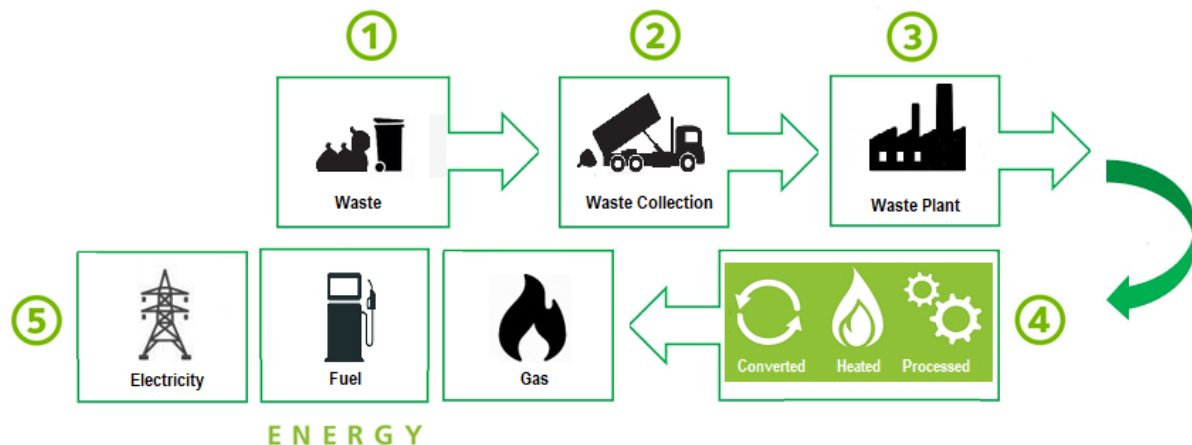 1
2
3
Waste
Waste Collection
Waste Plant
4
Converted
Heated
Processed
5
Electricity
Fuel
Gas
ENERGY